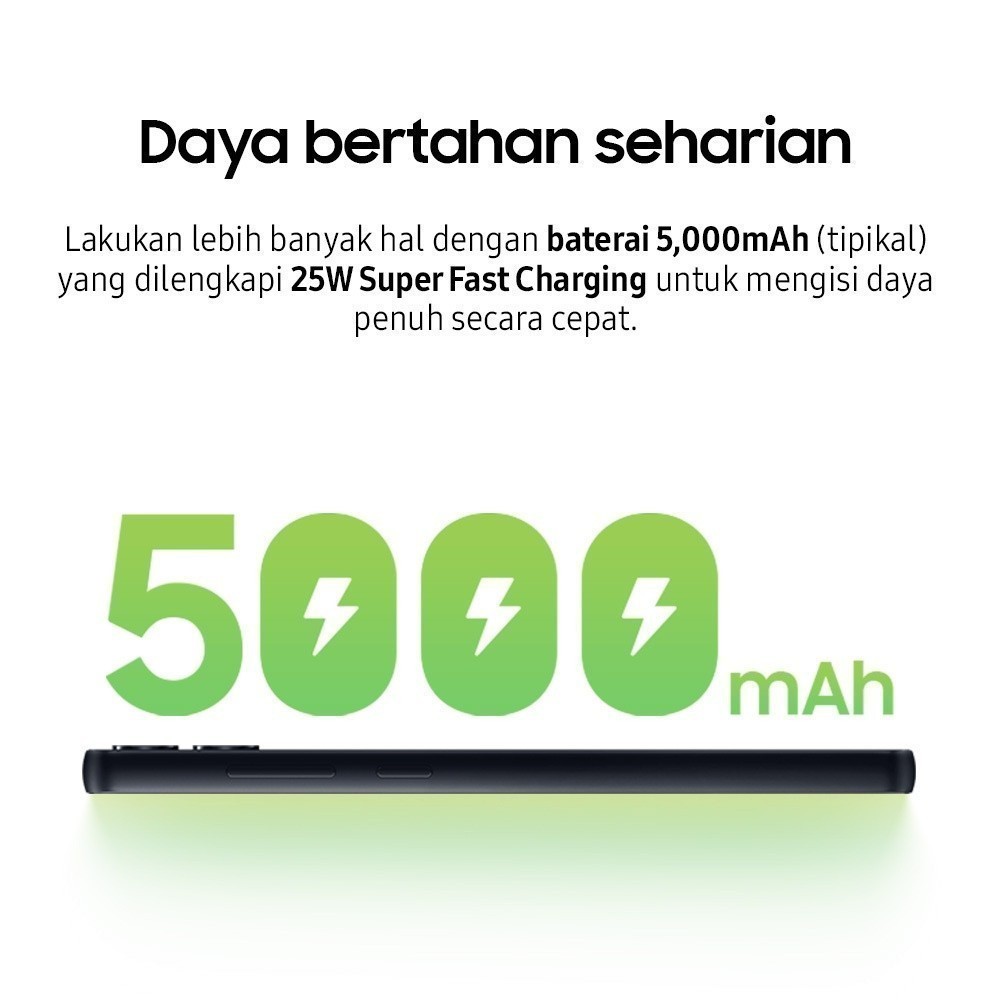 Daya bertahan seharian
Lakukan lebih banyak hal dengan baterai 5,000mAh (tipikal)
yang dilengkapi 25W Super Fast Charging untuk mengisi daya
penuh secara cepat.
5000 mAh